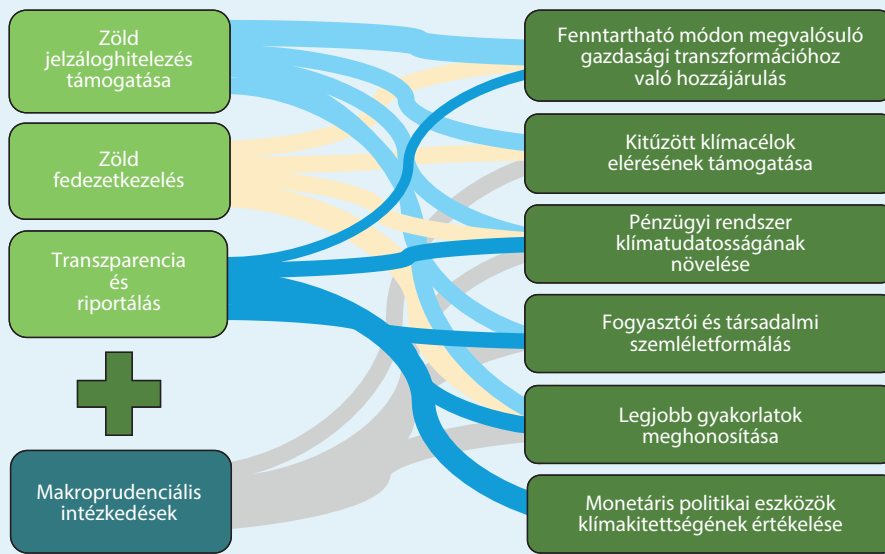 Zöld
jelzáloghitelezés
támogatása
Zöld
fedezetkezelés
Transzparencia
és
riportálás
Makroprudenciális
intézkedések
Fenntartható módon megvalósuló
gazdasági transzformációhoz
való hozzájárulás
Kitűzött klímacélok
elérésének támogatása
Pénzügyi rendszer
klímatudatosságának
növelése
Fogyasztói és társadalmi
szemléletformálás
Legjobb gyakorlatok
meghonosítása
Monetáris politikai eszközök
klímakitettségének értékelése